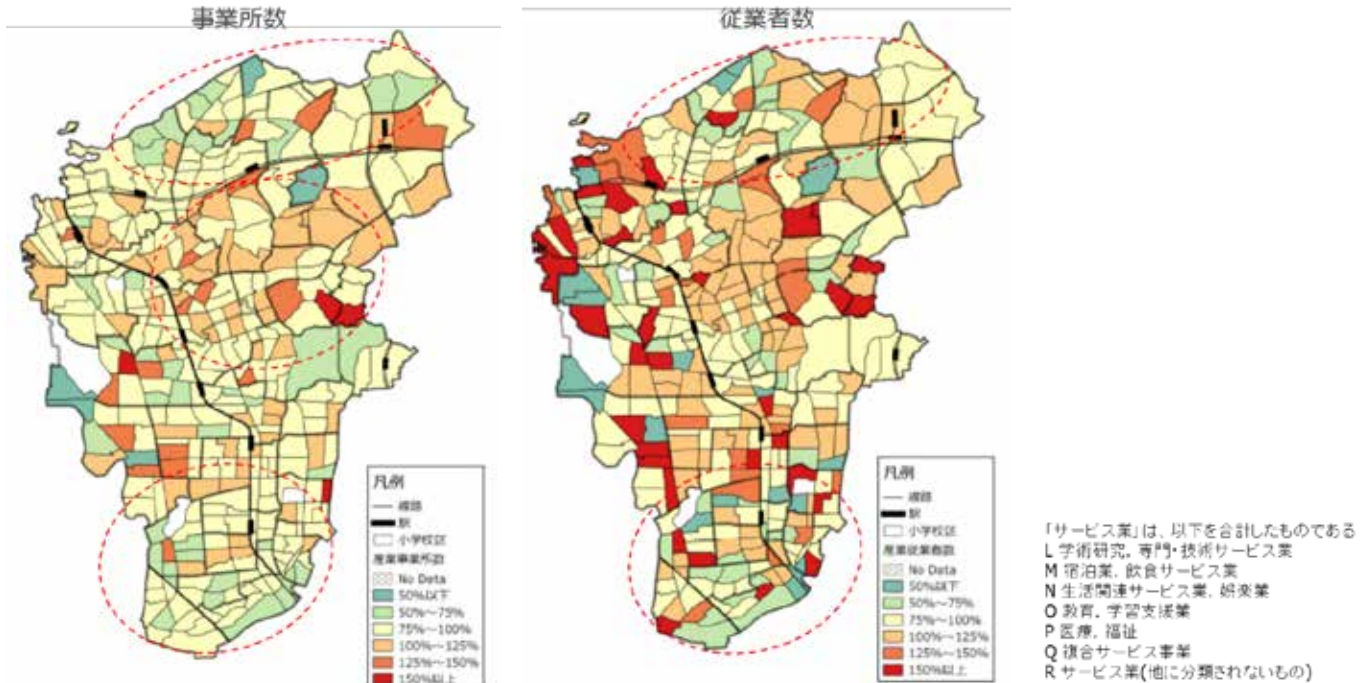 事業所数
従業者数
凡例
線路
駅
小学校区
産業事業所数
No Data
50%以下
50%～75%
75%～100%
100%～125%
125%～150%
150%以上
凡例
線路
駅
小学校区
産業従業者数
No Data
50%以下
50%～75%
75%～100%
100%～125%
125%～150%
150%以上
「サービス業」は、以下を合計したものである
L 学術研究，専門・技術サービス業
M 宿泊業，飲食サービス業
N 生活関連サービス業，娯楽業
O 教育，学習支援業
P 医療，福祉
Q 複合サービス事業
R サービス業(他に分類されないもの)